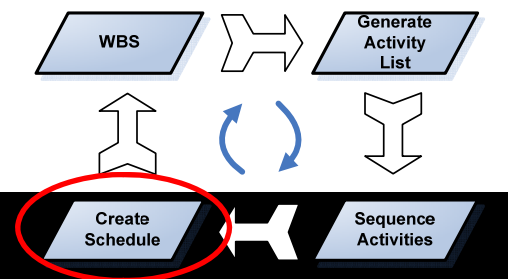 WBS
Generate
Activity
List
Create
Schedule
Sequence
Activities